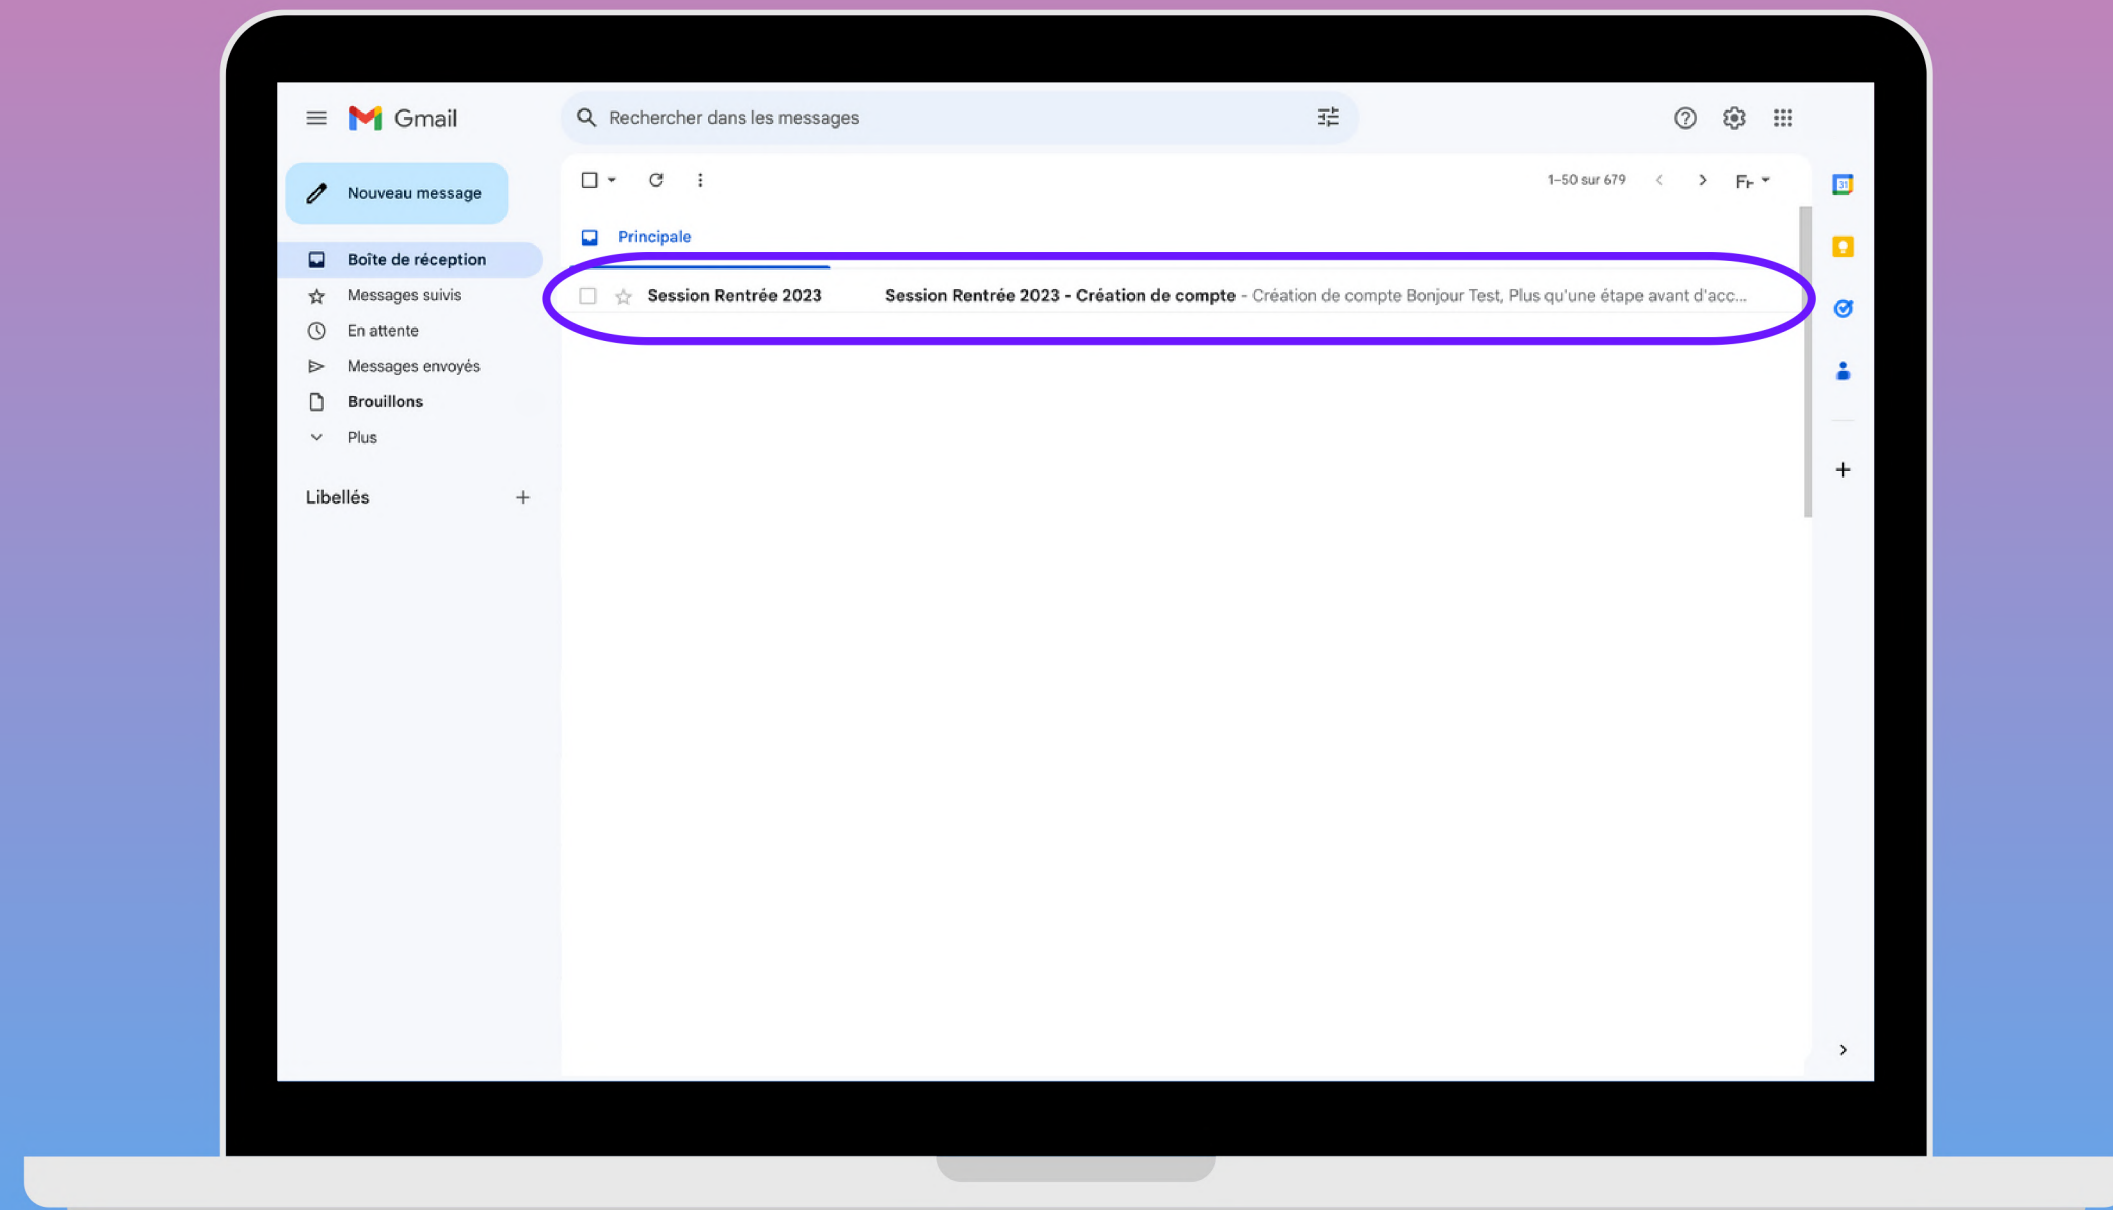 Gmail
Rechercher dans les messages
Nouveau message
1–50 sur 679
Principale
Boîte de réception
Session Rentrée 2023 Session Rentrée 2023 - Création de compte - Création de compte Bonjour Test, Plus qu'une étape avant d'acc...
Messages suivis
En attente
Messages envoyés
Brouillons
Plus
Libellés
31